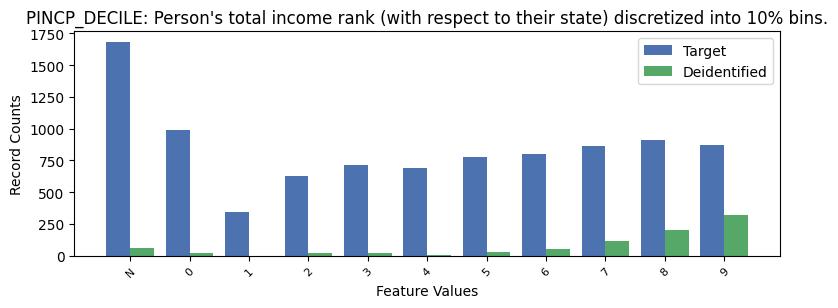 PINCP_DECILE: Person's total income rank (with respect to their state) discretized into 10% bins.
1750
1500
1250
1000
750
500
250
0
Record Counts
Target
Deidentified
N 0 1 2 3 4 5 6 7 8 9
Feature Values